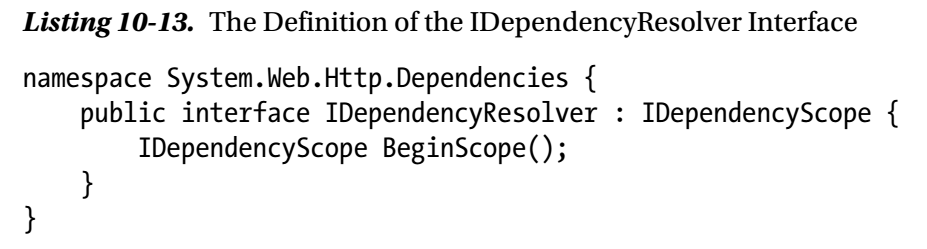 Listing 10-13. The Definition of the IDependencyResolver Interface
namespace System.Web.Http.Dependencies {
    public interface IDependencyResolver : IDependencyScope {
        IDependencyScope BeginScope();
    }
}